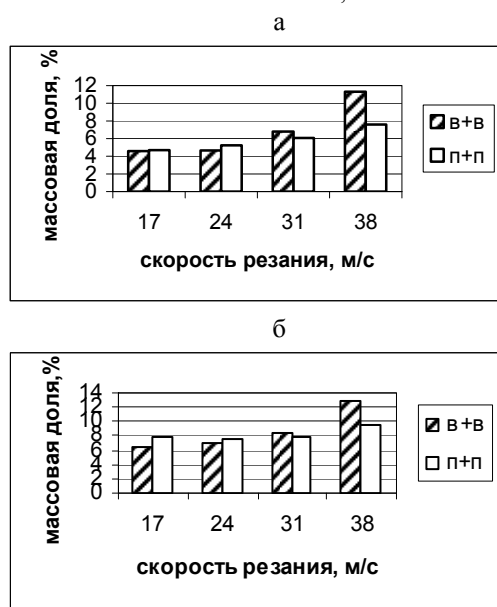 а
массовая доля, %
12
10
8
6
4
2
0
17 24 31 38
скорость резания, м/с
в+в
п+п
б
массовая доля,%
14
12
10
8
6
4
2
0
17 24 31 38
скорость резания, м/с
в+в
п+п